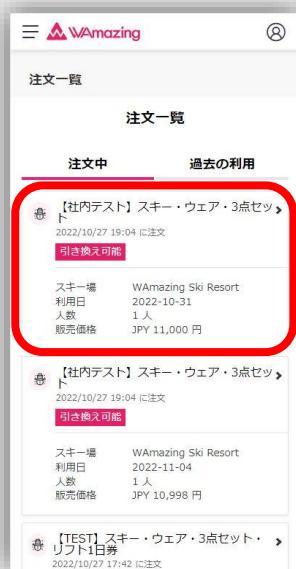 WAmazing
注文一覧
注文一覧
注文中 過去の利用
【社内テスト】スキー・ウェア・3点セッ
ト
2022/10/27 19:04 に注文
引き換え可能
スキー場 WAmazing Ski Resort
利用日 2022-10-31
人数 1 人
販売価格 JPY 11,000 円
【社内テスト】スキー・ウェア・3点セッ
ト
2022/10/27 19:04 に注文
引き換え可能
スキー場 WAmazing Ski Resort
利用日 2022-11-04
人数 1 人
販売価格 JPY 10,998 円
【TEST】スキー・ウェア・3点セット・
リフト1日券
2022/10/27 17:42 に注文